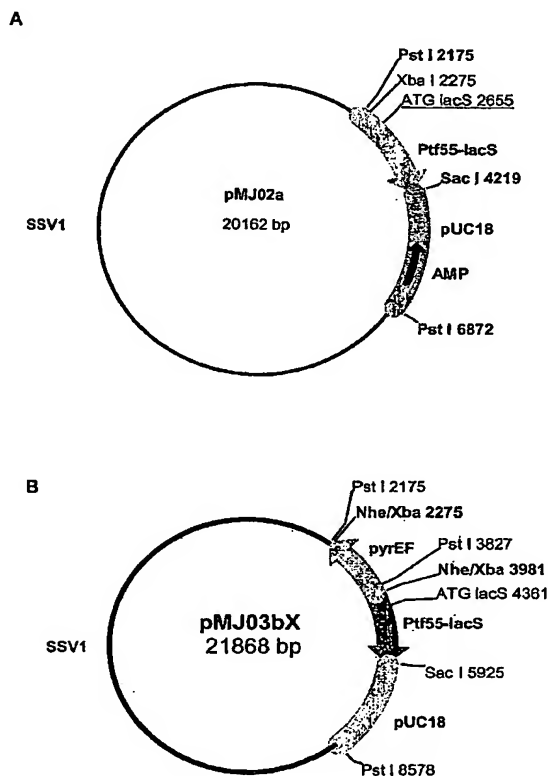 A
Pst I 2175
Xba I 2275
ATG lacS 2655
Ptf55-lacS
Sac I 4219
pMJ02a
20162 bp
SSV1
pUC18
AMP
Pst I 6872
B
Pst I 2175
Nhe/Xba 2275
pyrEF
Pst I 3827
Nhe/Xba 3981
ATG lacS 4361
Ptf55-lacS
pMJ03bX
21868 bp
SSV1
Sac I 5925
pUC18
Pst I 8578